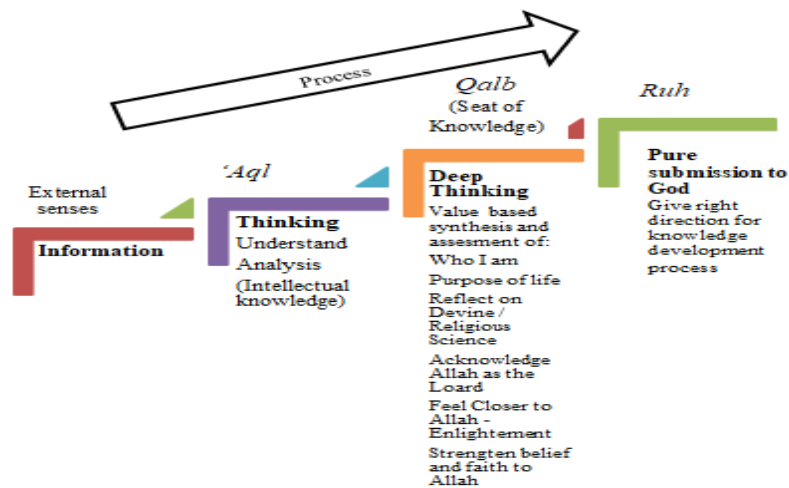 Process
External
senses
Information
‘Aql
Thinking
Understand
Analysis
(Intellectual
knowledge)
Qalb
(Seat of
Knowledge)
Deep
Thinking
Value based
synthesis and
assesment of:
Who I am
Purpose of life
Reflect on
Devine /
Religious
Science
Acknowledge
Allah as the
Loard
Feel Closer to
Allah -
Enlightement
Strengten belief
and faith to
Allah
Ruh
Pure
submission to
God
Give right
direction for
knowledge
development
process